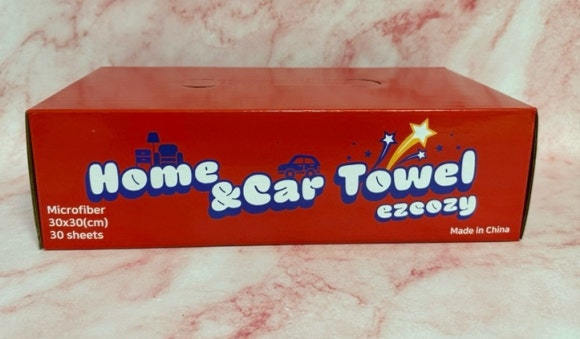 Home & Car Towel
ezcozy
Microfiber
30x30(cm)
30 sheets
Made in China